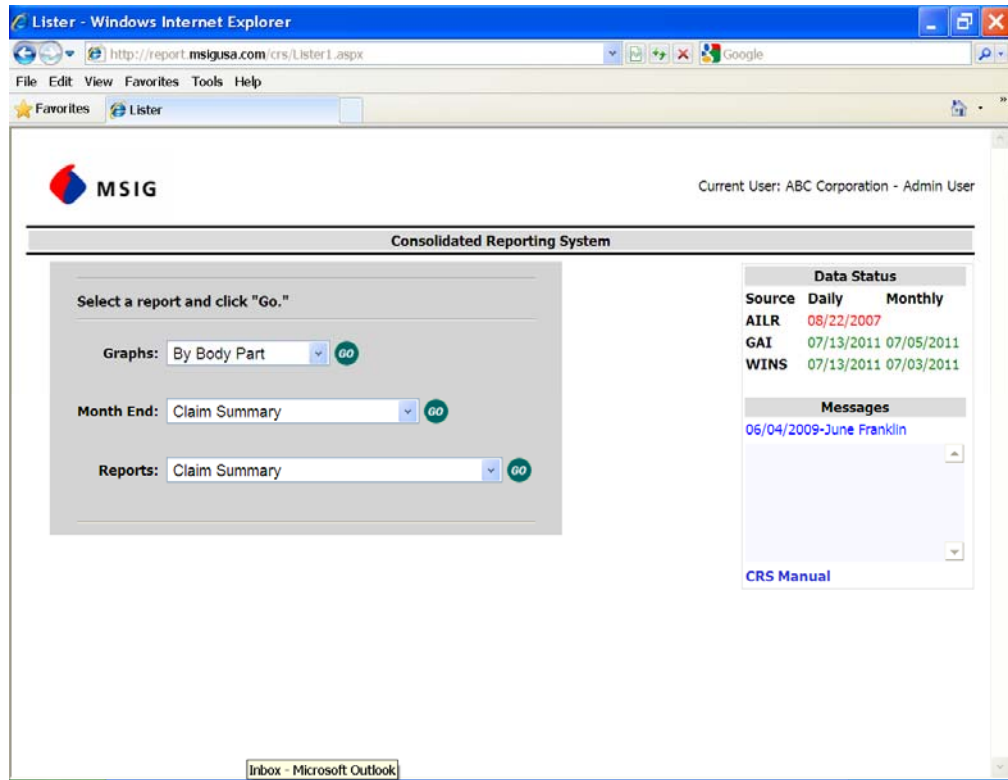 Lister - Windows Internet Explorer
http://report.msigusa.com/crs/Lister1.aspx
Google
File Edit View Favorites Tools Help
Favorites Lister
MSIG
Current User: ABC Corporation - Admin User
Consolidated Reporting System
Select a report and click "Go."
Graphs: By Body Part GO
Month End: Claim Summary GO
Reports: Claim Summary GO
Data Status
Source Daily Monthly
AILR 08/22/2007
GAI 07/13/2011 07/05/2011
WINS 07/13/2011 07/03/2011
Messages
06/04/2009-June Franklin
CRS Manual
Inbox - Microsoft Outlook